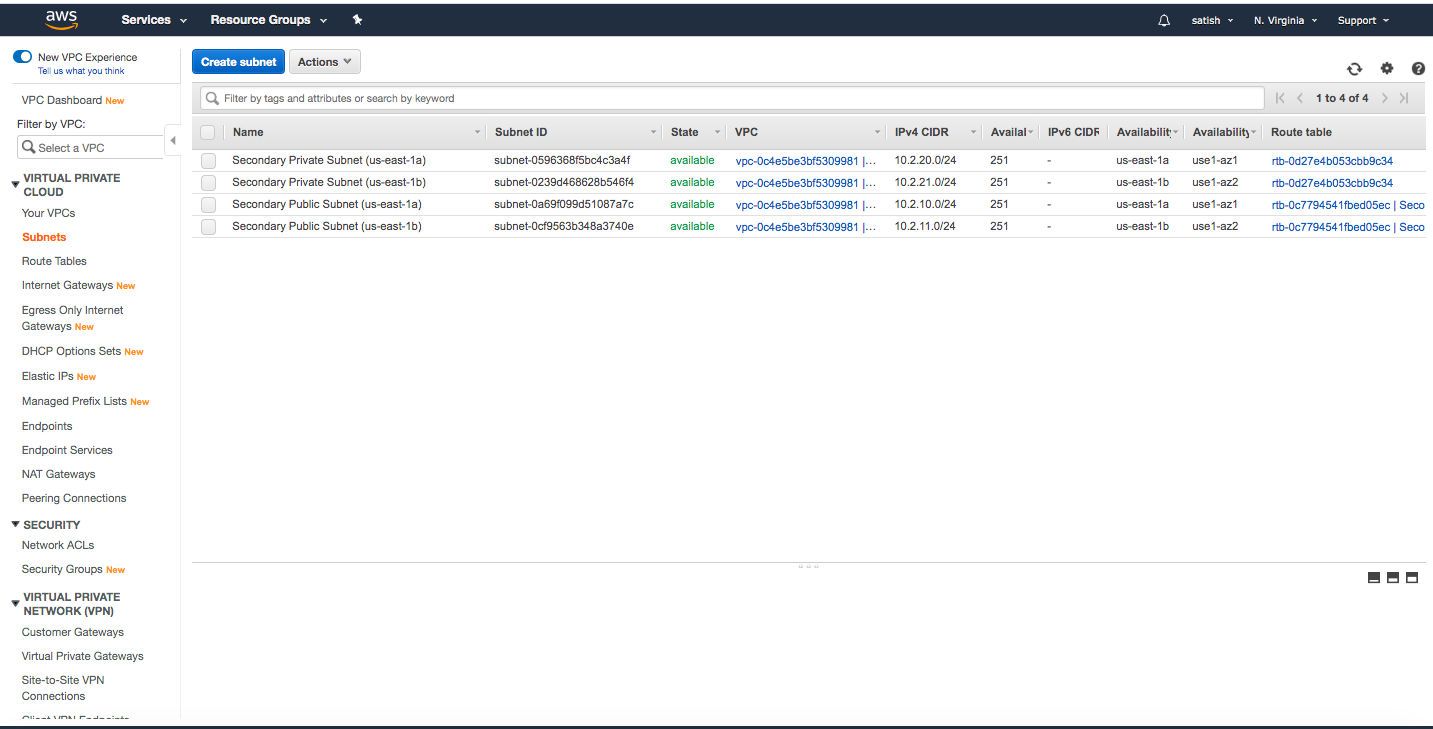 aws Services Resource Groups satish N. Virginia Support
New VPC Experience
Tell us what you think
VPC Dashboard New
Filter by VPC:
Select a VPC
VIRTUAL PRIVATE
CLOUD
Your VPCs
Subnets
Route Tables
Internet Gateways New
Egress Only Internet
Gateways New
DHCP Options Sets New
Elastic IPs New
Managed Prefix Lists New
Endpoints
Endpoint Services
NAT Gateways
Peering Connections
SECURITY
Network ACLs
Security Groups New
VIRTUAL PRIVATE
NETWORK (VPN)
Customer Gateways
Virtual Private Gateways
Site-to-Site VPN
Connections
Client VPN Endpoints
Create subnet Actions
Filter by tags and attributes or search by keyword 1 to 4 of 4
Name Subnet ID State VPC IPv4 CIDR Availal IPv6 CIDR Availability Availability Route table
Secondary Private Subnet (us-east-1a) subnet-0596368f5bc4c3a4f available vpc-0c4e5be3bf5309981 |... 10.2.20.0/24 251 - us-east-1a use1-az1 rtb-0d27e4b053cbb9c34
Secondary Private Subnet (us-east-1b) subnet-0239d468628b546f4 available vpc-0c4e5be3bf5309981 |... 10.2.21.0/24 251 - us-east-1b use1-az2 rtb-0d27e4b053cbb9c34
Secondary Public Subnet (us-east-1a) subnet-0a69f099d51087a7c available vpc-0c4e5be3bf5309981 |... 10.2.10.0/24 251 - us-east-1a use1-az1 rtb-0c7794541fbed05ec | Seco
Secondary Public Subnet (us-east-1b) subnet-0cf9563b348a3740e available vpc-0c4e5be3bf5309981 |... 10.2.11.0/24 251 - us-east-1b use1-az2 rtb-0c7794541fbed05ec | Seco